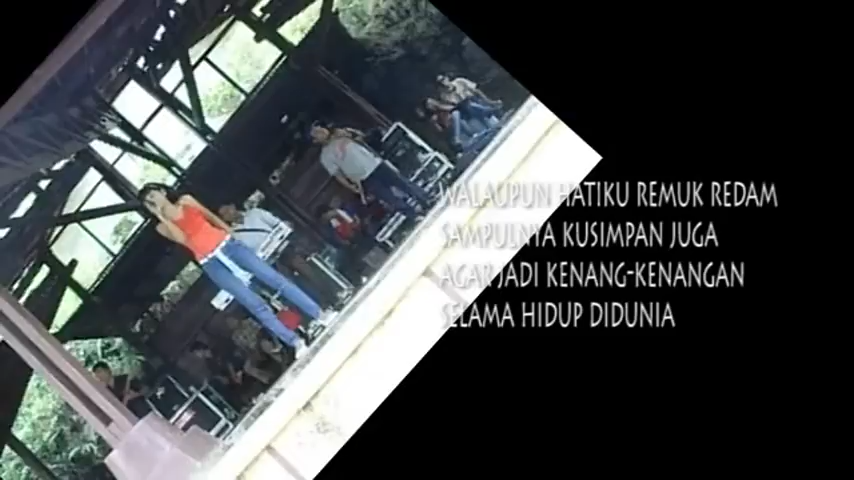 WALAUPUN HATIKU REMUK REDAM
SAMPULNYA KUSIMPAN JUGA
AGAR JADI KENANG-KENANGAN
SELAMA HIDUP DIDUNIA